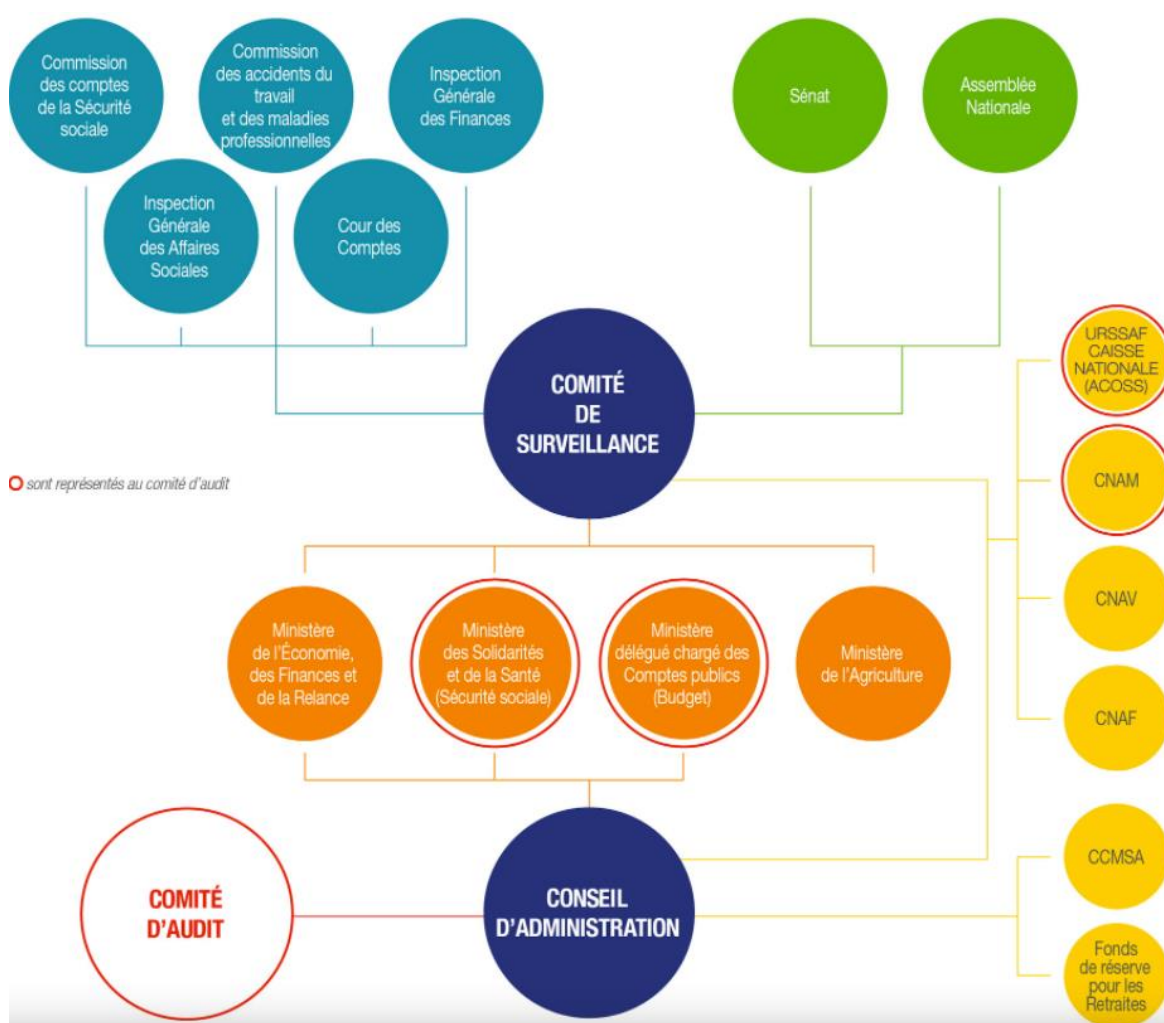 Commission
des comptes
de la Sécurité
sociale
Commission
des accidents du
travail
et des maladies
professionnelles
Inspection
Générale
des Finances
Inspection
Générale
des Affaires
Sociales
Cour des
Comptes
Sénat
Assemblée
Nationale
COMITÉ
DE
SURVEILLANCE
URSSAF
CAISSE
NATIONALE
(ACOSS)
CNAM
CNAV
CNAF
sont représentés au comité d'audit
Ministère
de l'Économie,
des Finances et
de la Relance
Ministère
des Solidarités
et de la Santé
(Sécurité sociale)
Ministère
délégué chargé des
Comptes publics
(Budget)
Ministère
de l'Agriculture
COMITÉ
D'AUDIT
CONSEIL
D'ADMINISTRATION
CCMSA
Fonds
de réserve
pour les
Retraites